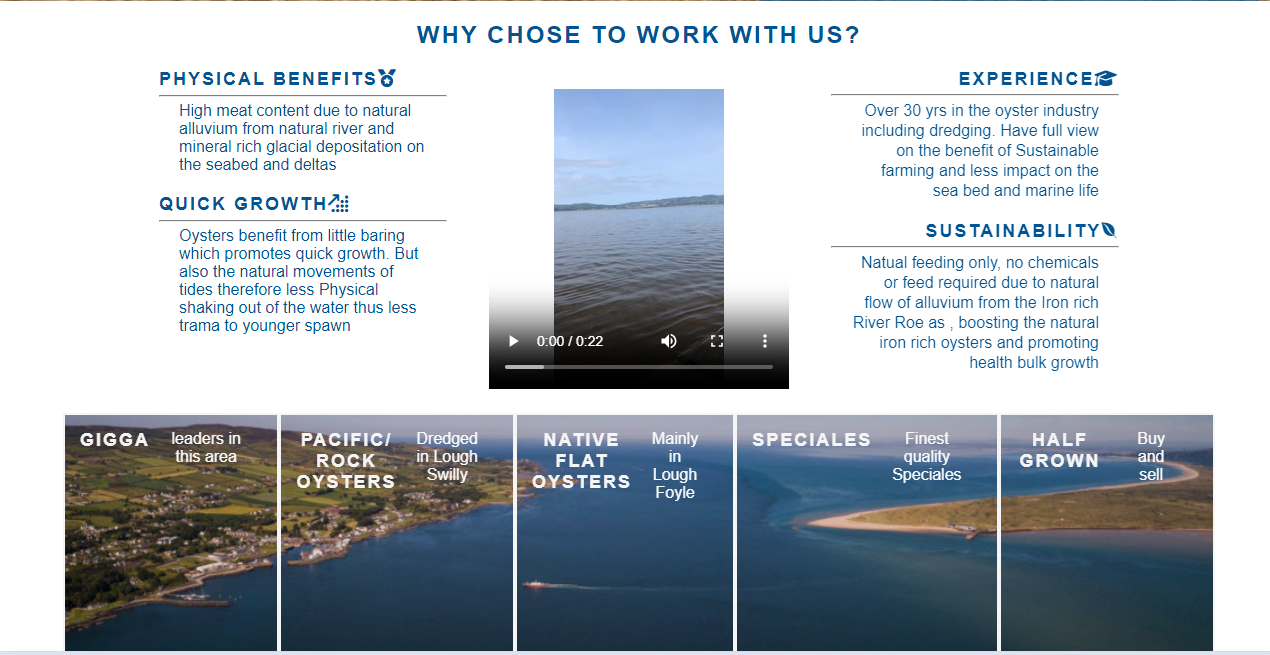 WHY CHOSE TO WORK WITH US?
PHYSICAL BENEFITS
High meat content due to natural
alluvium from natural river and
mineral rich glacial depositation on
the seabed and deltas
QUICK GROWTH
Oysters benefit from little baring
which promotes quick growth. But
also the natural movements of
tides therefore less Physical
shaking out of the water thus less
trama to younger spawn
0:00 / 0:22
EXPERIENCE
Over 30 yrs in the oyster industry
including dredging. Have full view
on the benefit of Sustainable
farming and less impact on the
sea bed and marine life
SUSTAINABILITY
Natual feeding only, no chemicals
or feed required due to natural
flow of alluvium from the Iron rich
River Roe as , boosting the natural
iron rich oysters and promoting
health bulk growth
GIGGA
leaders in
this area
PACIFIC/
ROCK
OYSTERS
Dredged
in Lough
Swilly
NATIVE
FLAT
OYSTERS
Mainly
in
Lough
Foyle
SPECIALES
Finest
quality
Speciales
HALF
GROWN
Buy
and
sell